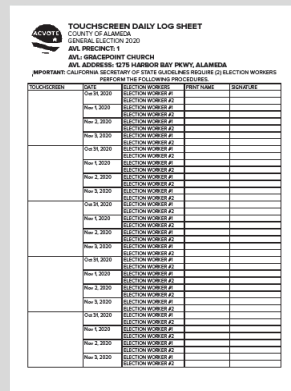 ACVOTE
TOUCHSCREEN DAILY LOG SHEET
COUNTY OF ALAMEDA
GENERAL ELECTION 2020
AVL PRECINCT: 1
AVL: GRACEPOINT CHURCH
AVL ADDRESS: 1275 HARBOR BAY PKWY, ALAMEDA
IMPORTANT: CALIFORNIA SECRETARY OF STATE GUIDELINES REQUIRE (2) ELECTION WORKERS
PERFORM THE FOLLOWING PROCEDURES.
TOUCHSCREEN DATE ELECTION WORKERS PRINT NAME SIGNATURE
Oct 31, 2020 ELECTION WORKER #1
ELECTION WORKER #2
Nov 1, 2020 ELECTION WORKER #1
ELECTION WORKER #2
Nov 2, 2020 ELECTION WORKER #1
ELECTION WORKER #2
Nov 3, 2020 ELECTION WORKER #1
ELECTION WORKER #2
Oct 31, 2020 ELECTION WORKER #1
ELECTION WORKER #2
Nov 1, 2020 ELECTION WORKER #1
ELECTION WORKER #2
Nov 2, 2020 ELECTION WORKER #1
ELECTION WORKER #2
Nov 3, 2020 ELECTION WORKER #1
ELECTION WORKER #2
Oct 31, 2020 ELECTION WORKER #1
ELECTION WORKER #2
Nov 1, 2020 ELECTION WORKER #1
ELECTION WORKER #2
Nov 2, 2020 ELECTION WORKER #1
ELECTION WORKER #2
Nov 3, 2020 ELECTION WORKER #1
ELECTION WORKER #2
Oct 31, 2020 ELECTION WORKER #1
ELECTION WORKER #2
Nov 1, 2020 ELECTION WORKER #1
ELECTION WORKER #2
Nov 2, 2020 ELECTION WORKER #1
ELECTION WORKER #2
Nov 3, 2020 ELECTION WORKER #1
ELECTION WORKER #2
Oct 31, 2020 ELECTION WORKER #1
ELECTION WORKER #2
Nov 1, 2020 ELECTION WORKER #1
ELECTION WORKER #2
Nov 2, 2020 ELECTION WORKER #1
ELECTION WORKER #2
Nov 3, 2020 ELECTION WORKER #1
ELECTION WORKER #2